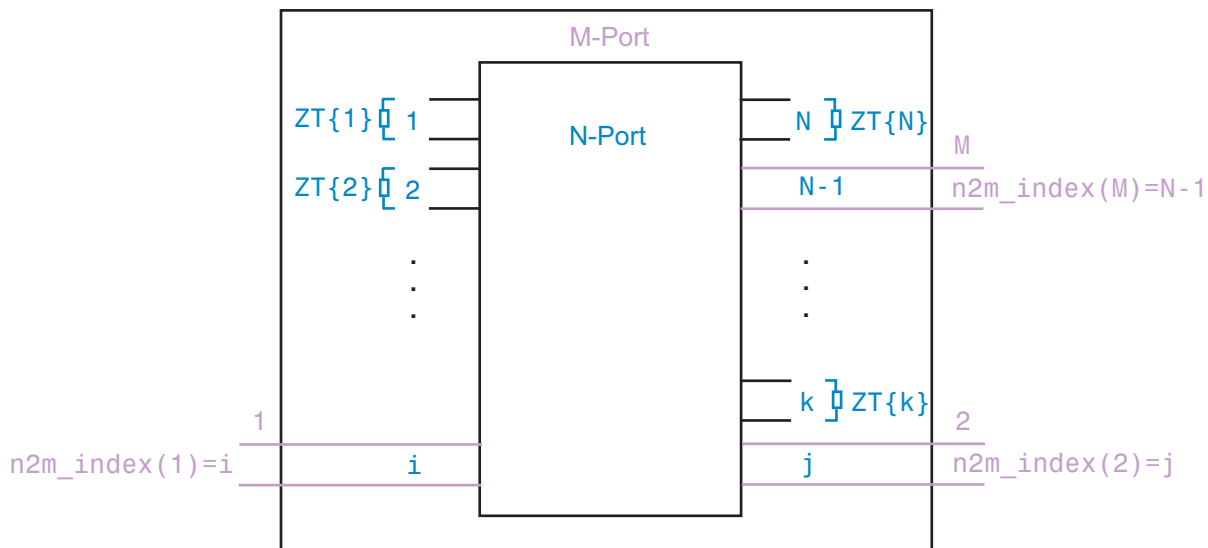 M-Port
ZT{1} 1
N ZT{N}
N-Port
M
ZT{2} 2
N-1
n2m_index(M)=N-1
.
.
.
.
.
.
k ZT{k}
1
2
n2m_index(1)=i
i
j
n2m_index(2)=j